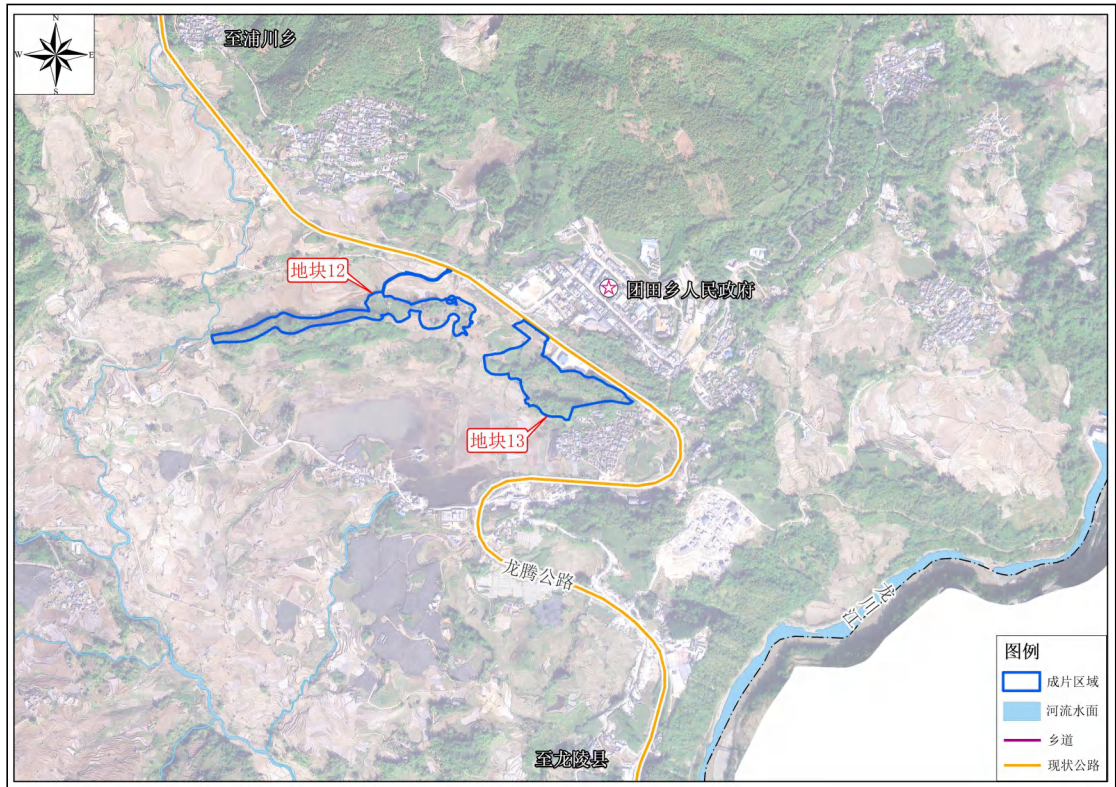 至浦川乡
N
W
E
S
地块12
团田乡人民政府
地块13
龙腾公路
龙川江
至龙陵县
图例
成片区域
河流水面
乡道
现状公路